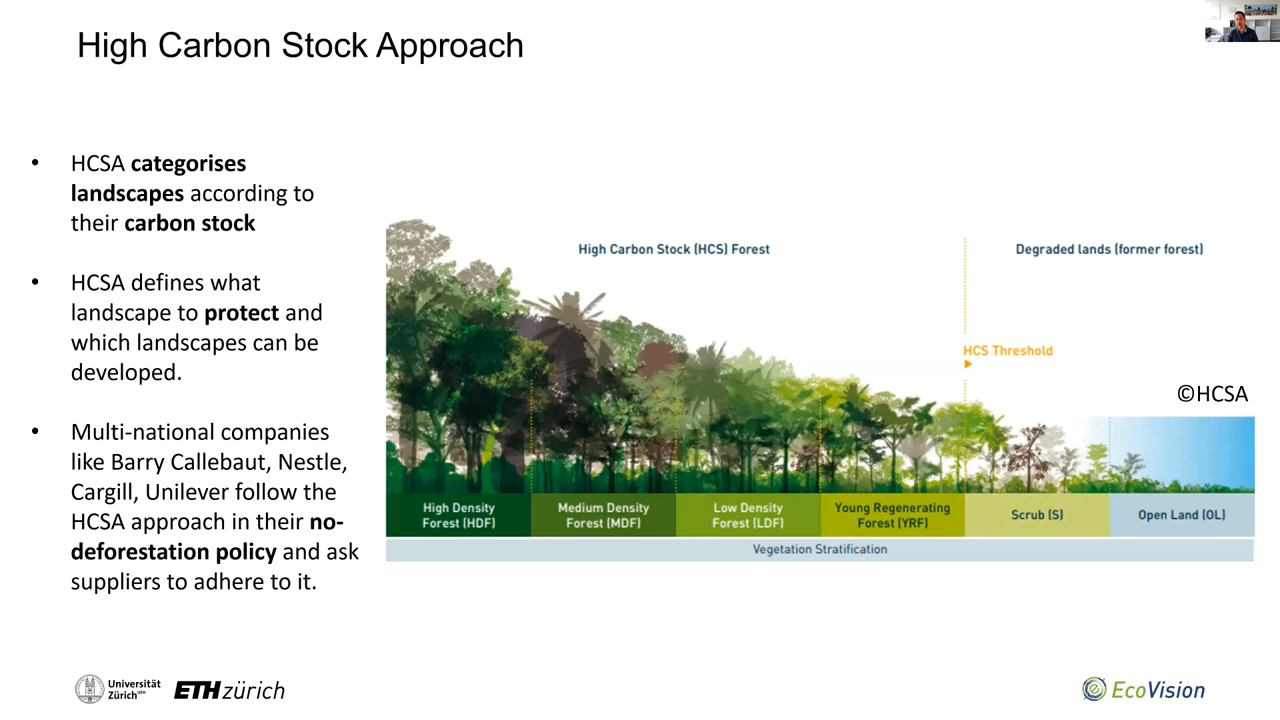 High Carbon Stock Approach
• HCSA categorises
landscapes according to
their carbon stock
• HCSA defines what
landscape to protect and
which landscapes can be
developed.
• Multi-national companies
like Barry Callebaut, Nestle,
Cargill, Unilever follow the
HCSA approach in their no-
deforestation policy and ask
suppliers to adhere to it.
High Carbon Stock (HCS) Forest
Degraded lands (former forest)
HCS Threshold
©HCSA
High Density
Forest (HDF)
Medium Density
Forest (MDF)
Low Density
Forest (LDF)
Young Regenerating
Forest (YRF)
Scrub (S)
Open Land (OL)
Vegetation Stratification
Universität
Zürich UZH
ETH zürich
EcoVision